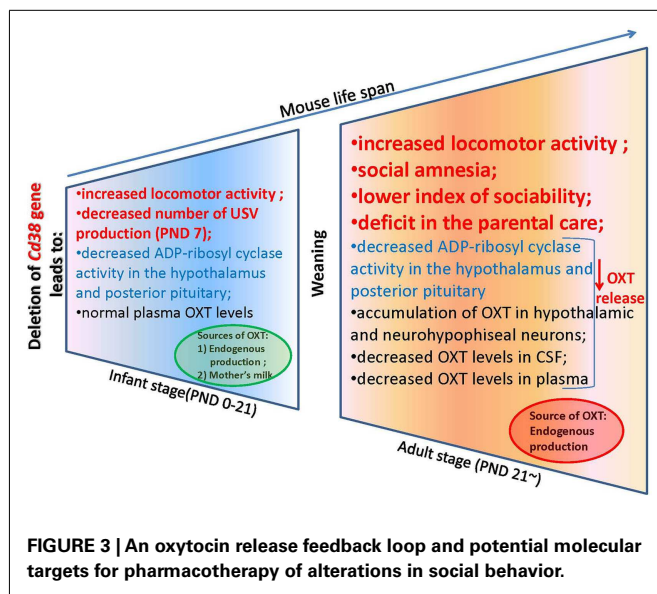 Mouse life span
Deletion of Cd38 gene
leads to:
•increased locomotor activity ;
•decreased number of USV
production (PND 7);
•decreased ADP-ribosyl cyclase
activity in the hypothalamus
and posterior pituitary;
•normal plasma OXT levels
Sources of OXT:
1) Endogenous
production ;
2) Mother's milk
Infant stage(PND 0-21)
Weaning
•increased locomotor activity ;
•social amnesia;
•lower index of sociability;
•deficit in the parental care;
•decreased ADP-ribosyl cyclase
activity in the hypothalamus and
posterior pituitary
•accumulation of OXT in hypothalamic
and neurohypophiseal neurons;
•decreased OXT levels in CSF;
•decreased OXT levels in plasma
OXT
release
Source of OXT:
Endogenous
production
Adult stage (PND 21~)
FIGURE 3 | An oxytocin release feedback loop and potential molecular
targets for pharmacotherapy of alterations in social behavior.